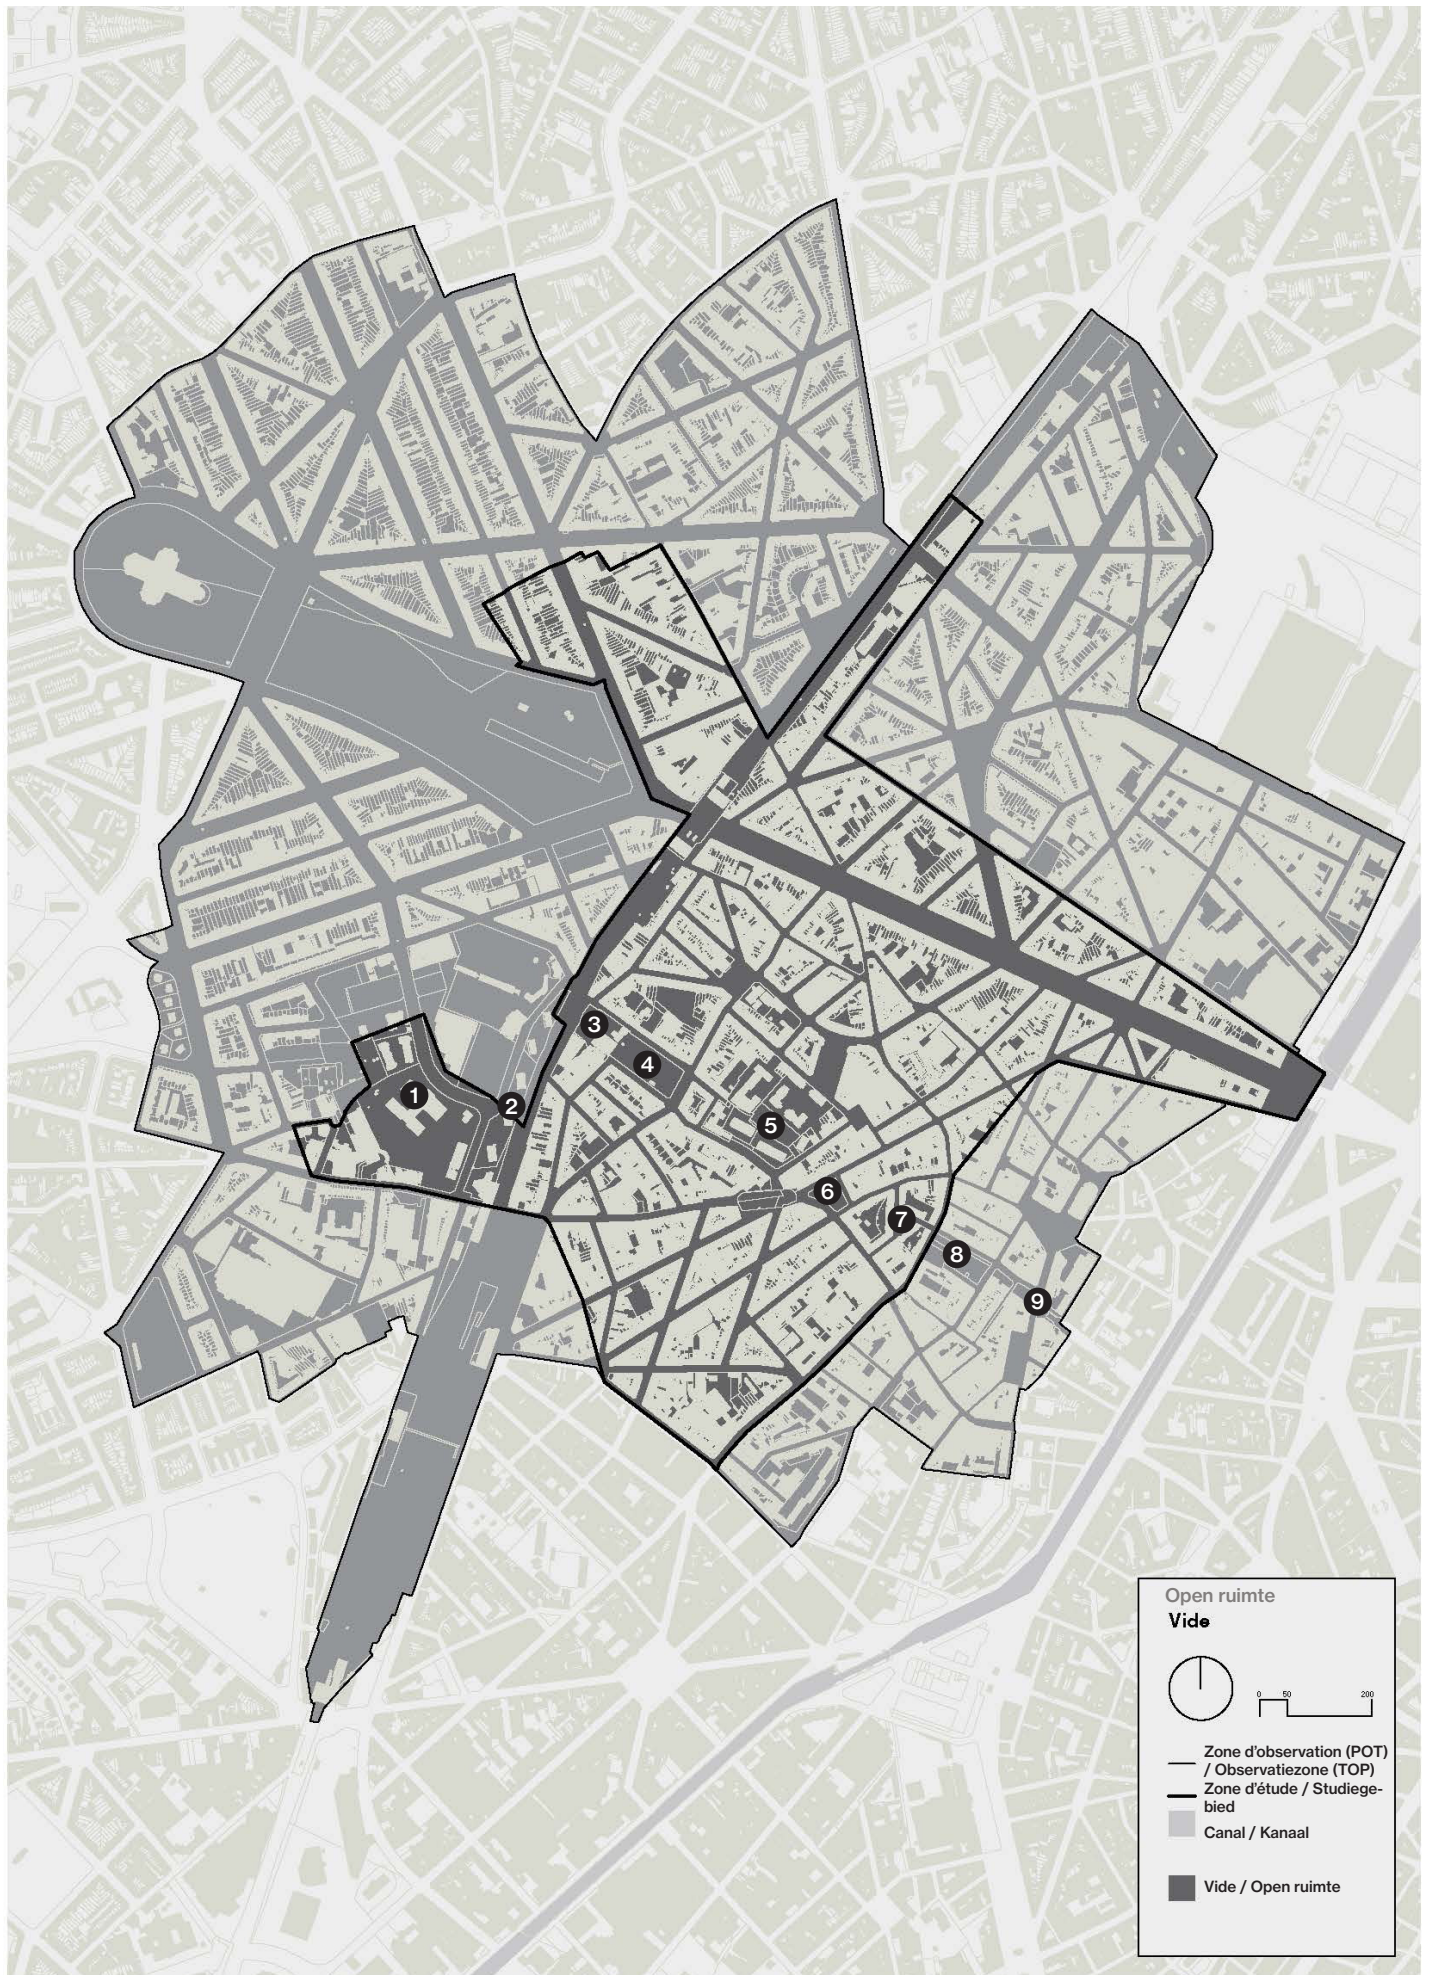 1
2
3
4
5
6
7
8
9
Open ruimte
Vide
0 50 200
Zone d'observation (POT)
/ Observatiezone (TOP)
Zone d'étude / Studiege-
bied
Canal / Kanaal
Vide / Open ruimte